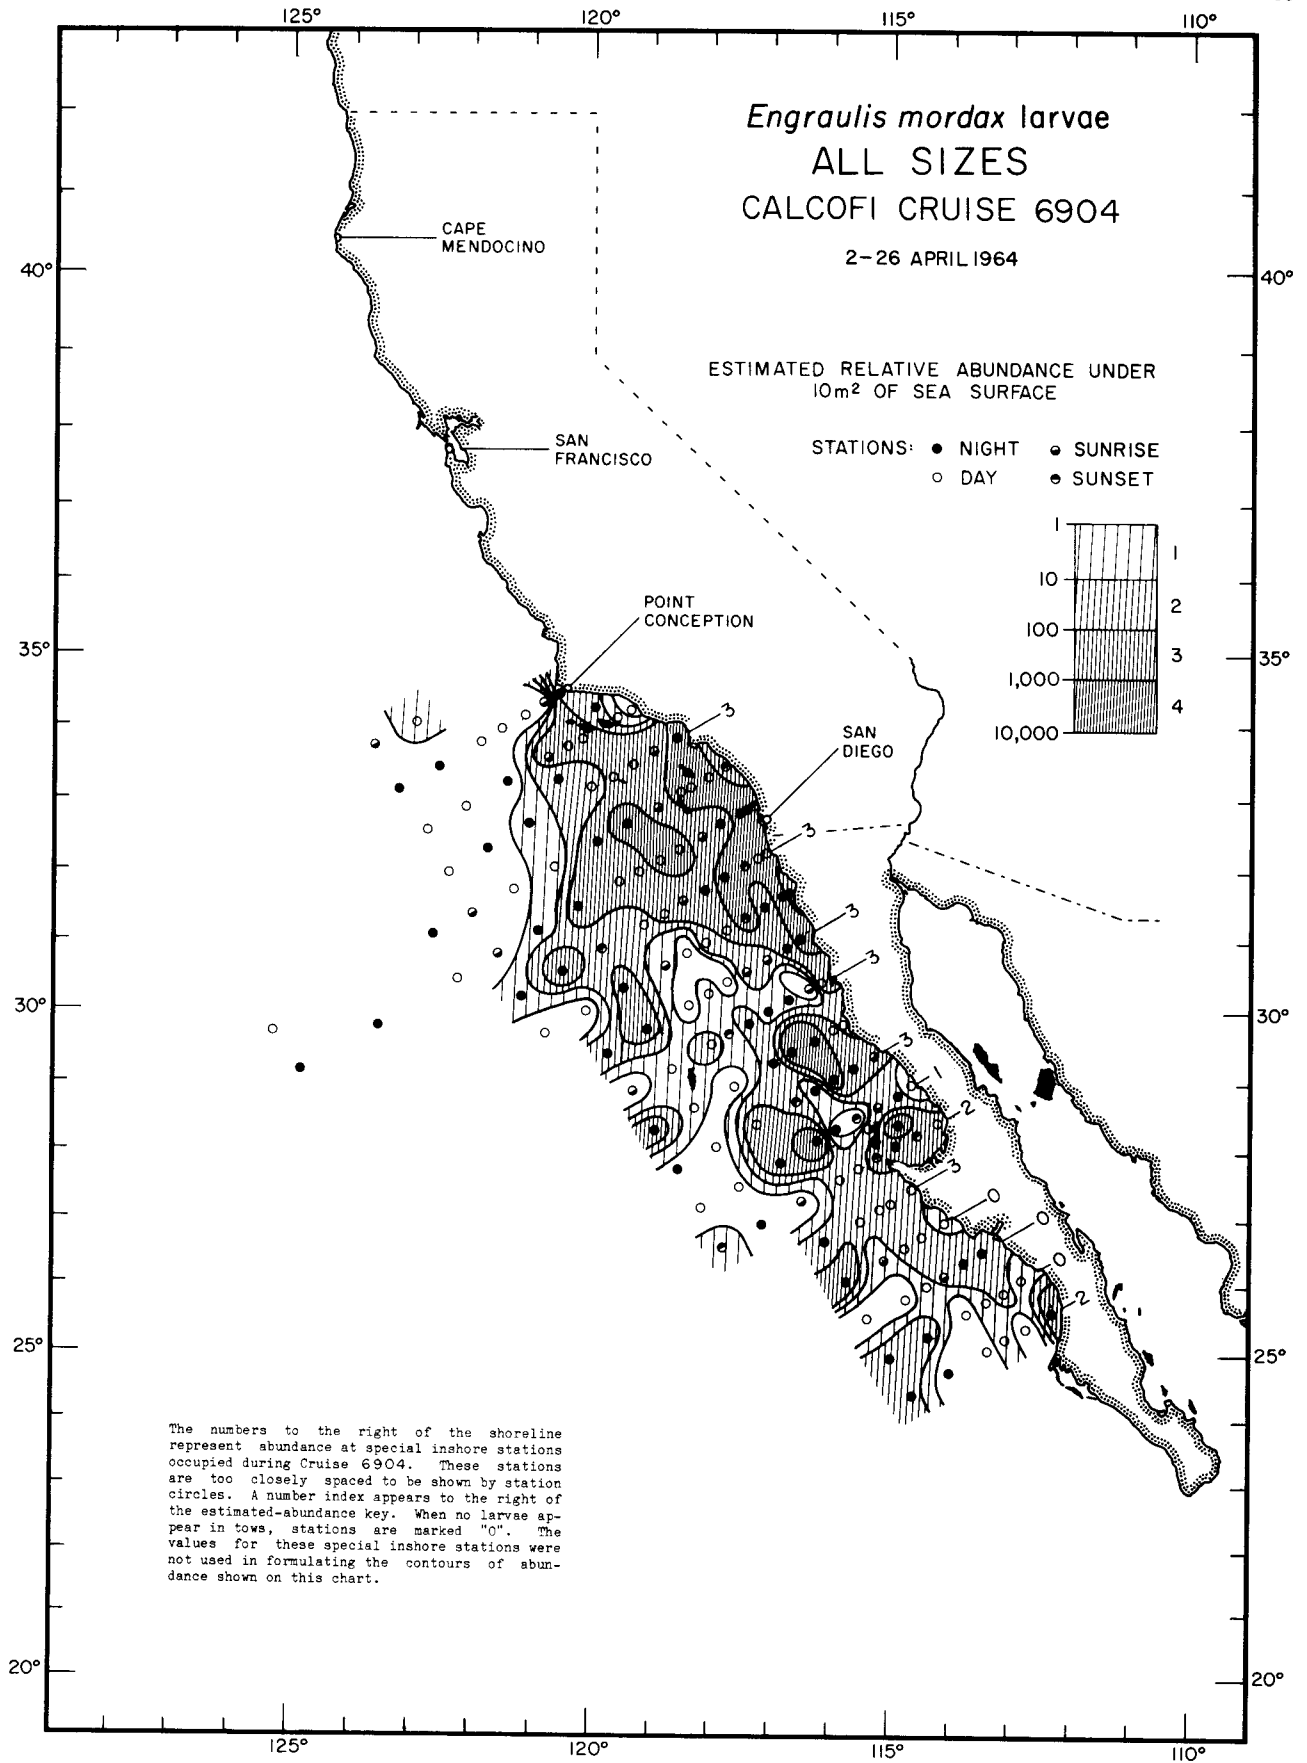 125° 120° 115° 110°
Engraulis mordax larvae
ALL SIZES
CALCOFI CRUISE 6904
2-26 APRIL 1964
CAPE
MENDOCINO
40° 40°
ESTIMATED RELATIVE ABUNDANCE UNDER
10m² OF SEA SURFACE
STATIONS: ● NIGHT ◒ SUNRISE
○ DAY ◓ SUNSET
SAN
FRANCISCO
1
1
10
2
100
3
1,000
4
10,000
POINT
CONCEPTION
35° 35°
3
SAN
DIEGO
3
3
3
30° 30°
3
1
2
3
0
0
0
2
25° 25°
The numbers to the right of the shoreline
represent abundance at special inshore stations
occupied during Cruise 6904. These stations
are too closely spaced to be shown by station
circles. A number index appears to the right of
the estimated-abundance key. When no larvae ap-
pear in tows, stations are marked "0". The
values for these special inshore stations were
not used in formulating the contours of abun-
dance shown on this chart.
20° 20°
125° 120° 115° 110°